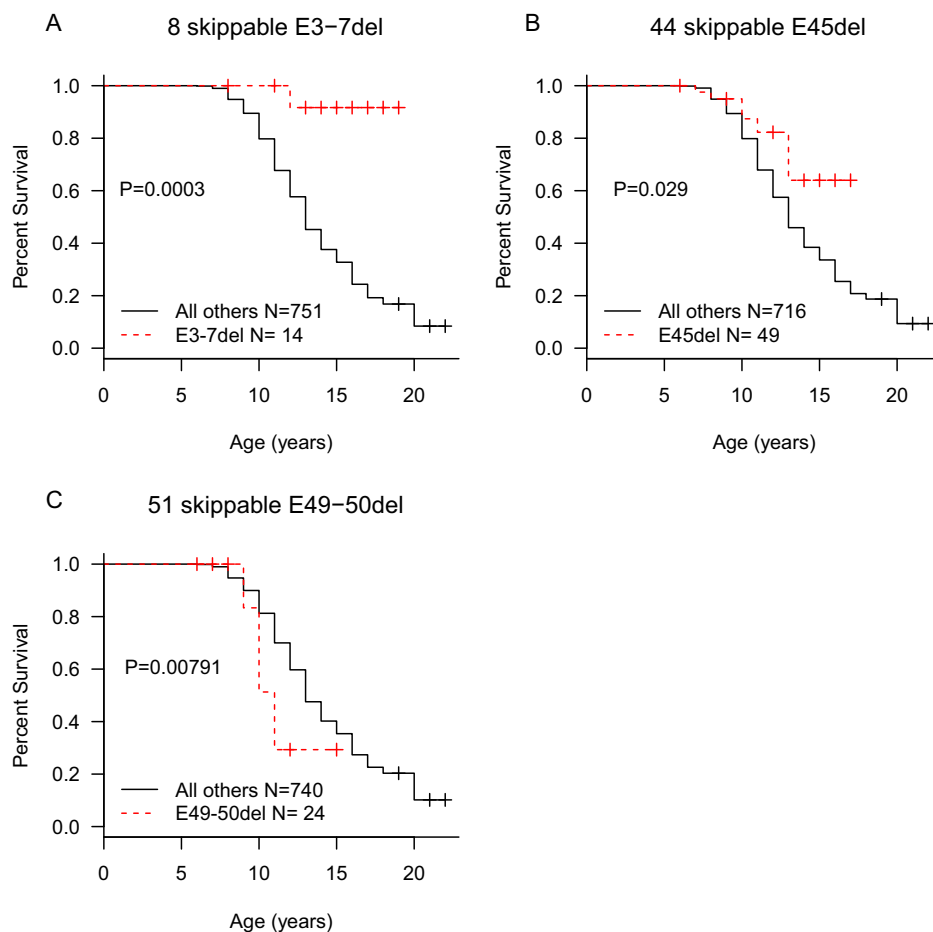 A
8 skippable E3−7del
Percent Survival
1.0
0.8
0.6
0.4
0.2
0.0
P=0.0003
All others N=751
E3-7del N= 14
0 5 10 15 20
Age (years)
B
44 skippable E45del
Percent Survival
1.0
0.8
0.6
0.4
0.2
0.0
P=0.029
All others N=716
E45del N= 49
0 5 10 15 20
Age (years)
C
51 skippable E49−50del
Percent Survival
1.0
0.8
0.6
0.4
0.2
0.0
P=0.00791
All others N=740
E49-50del N= 24
0 5 10 15 20
Age (years)